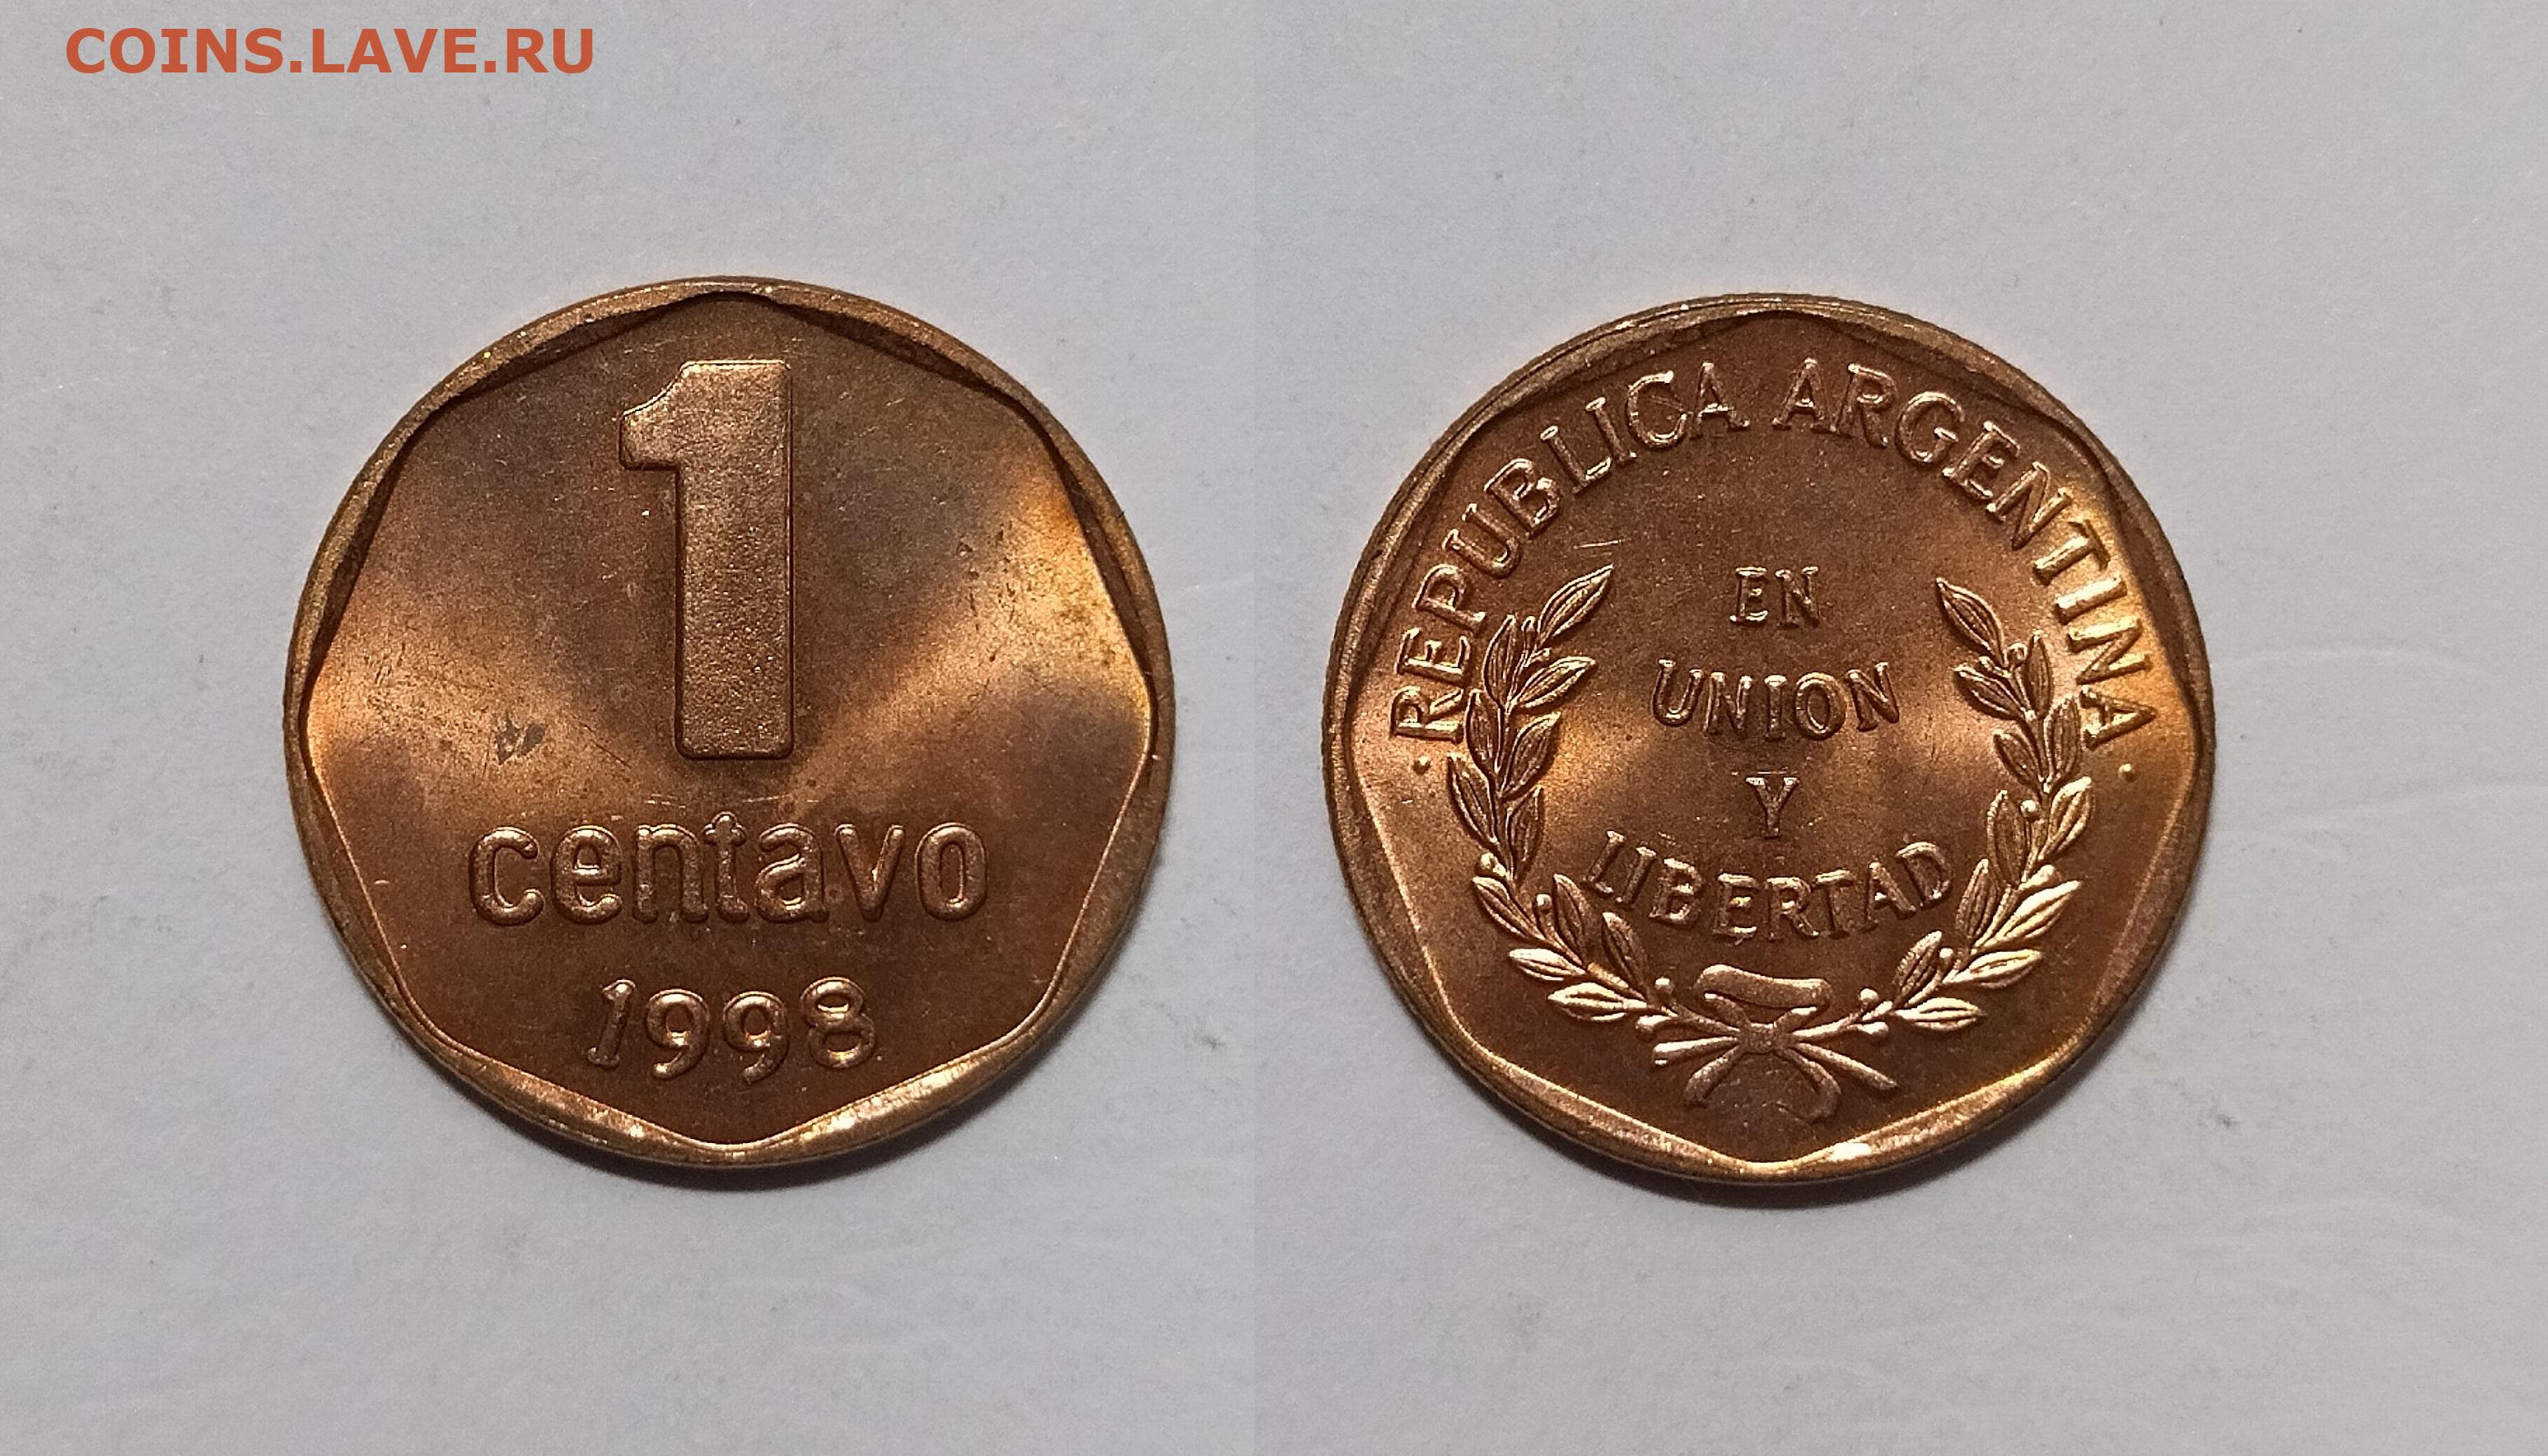 COINS.LAVE.RU
1
centavo
1998
·REPUBLICA ARGENTINA·
EN
UNION
Y
LIBERTAD